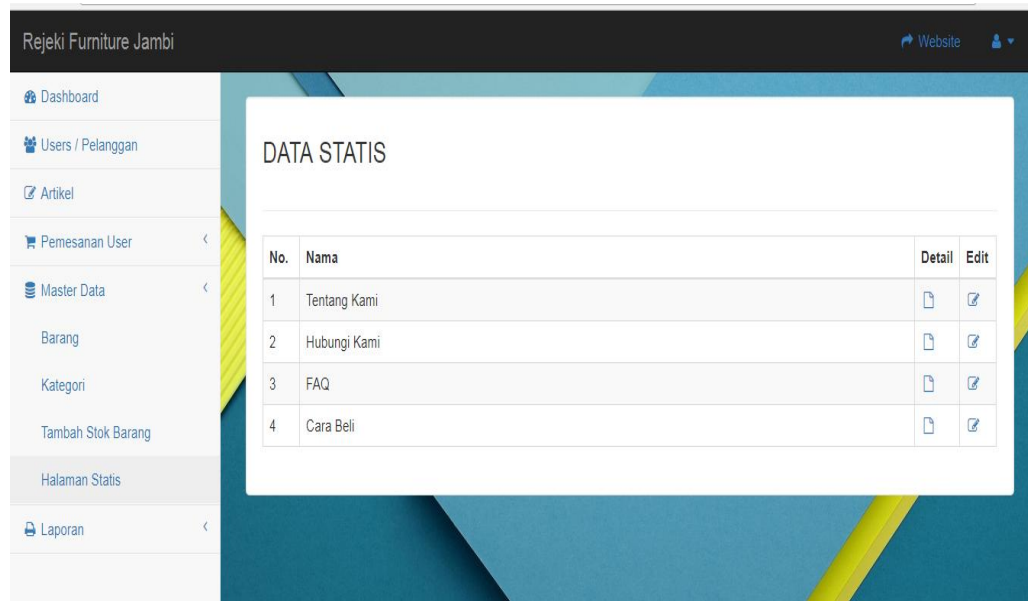 Rejeki Furniture Jambi
Website
Dashboard
Users / Pelanggan
Artikel
Pemesanan User
Master Data
Barang
Kategori
Tambah Stok Barang
Halaman Statis
Laporan
DATA STATIS
No. Nama Detail Edit
1 Tentang Kami
2 Hubungi Kami
3 FAQ
4 Cara Beli